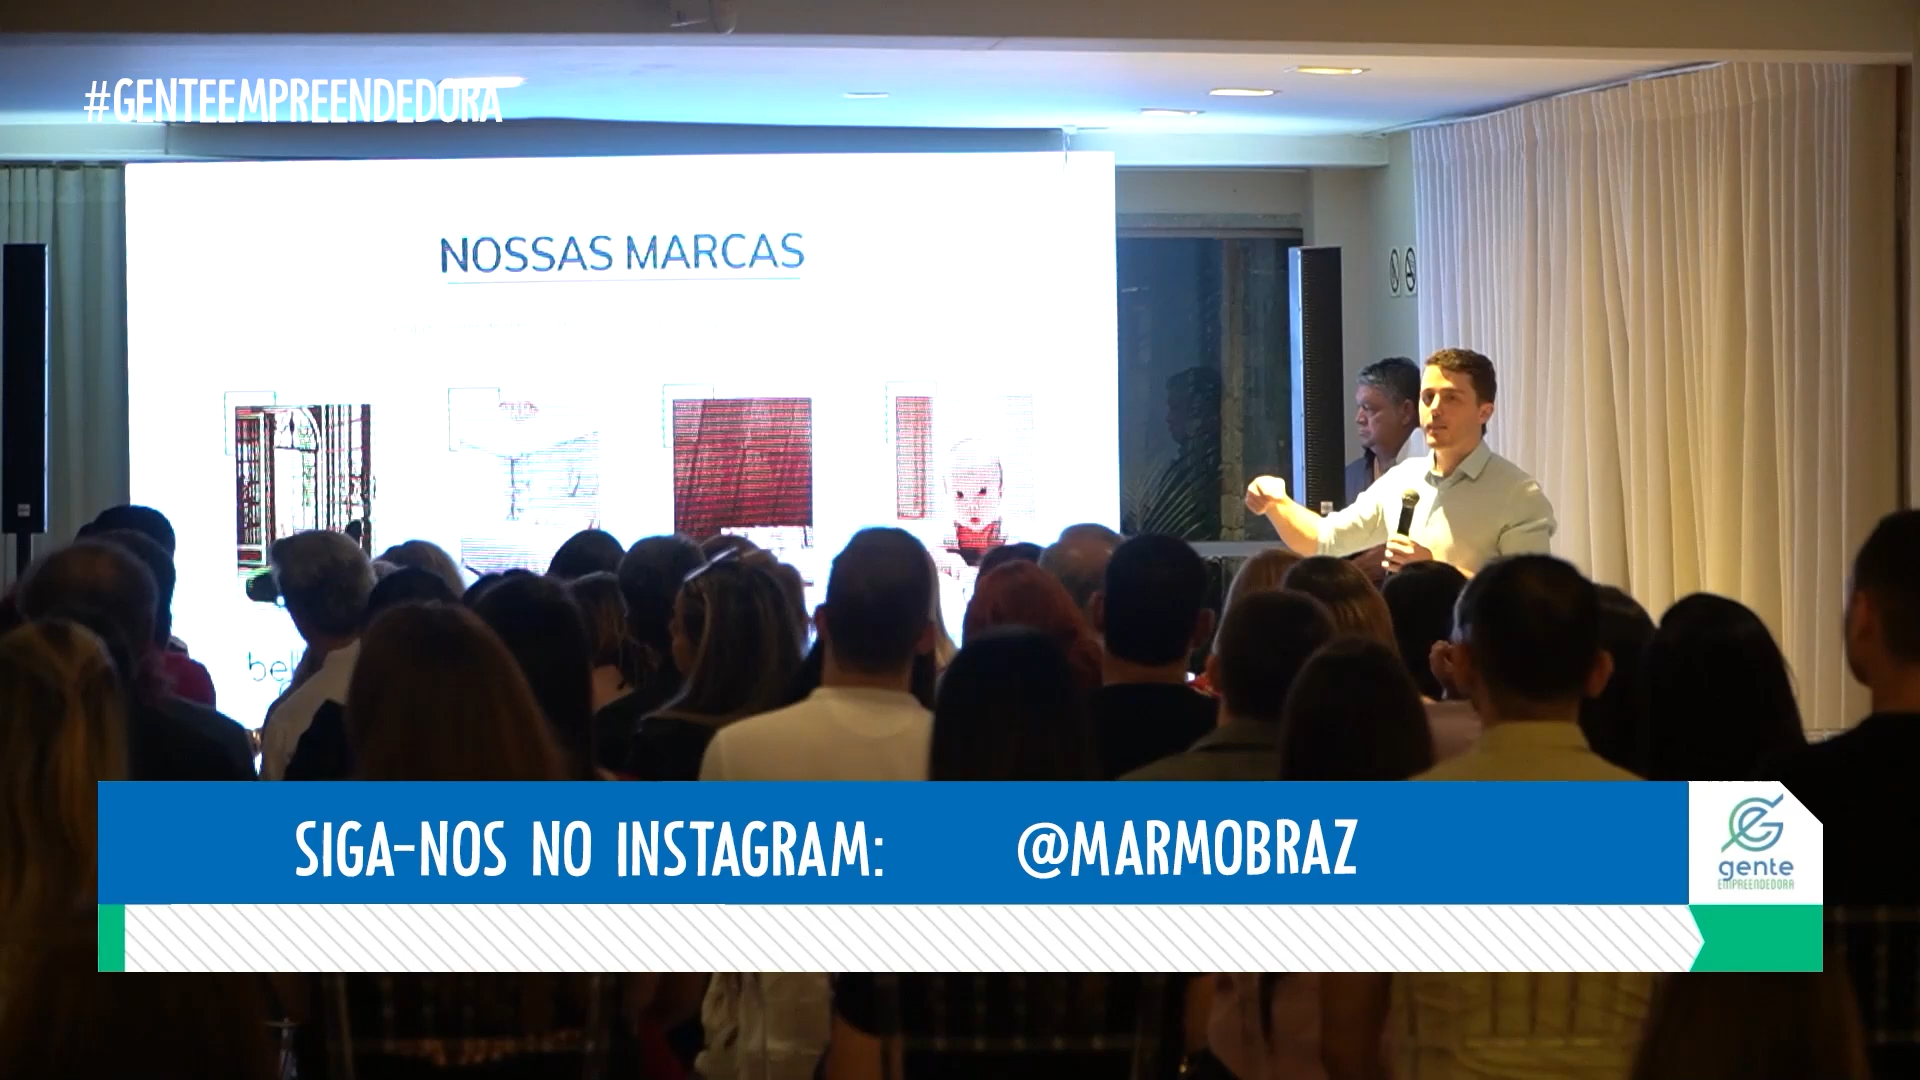 #GENTEEMPREENDEDORA
NOSSAS MARCAS
SIGA-NOS NO INSTAGRAM: @MARMOBRAZ
gente
EMPREENDEDORA